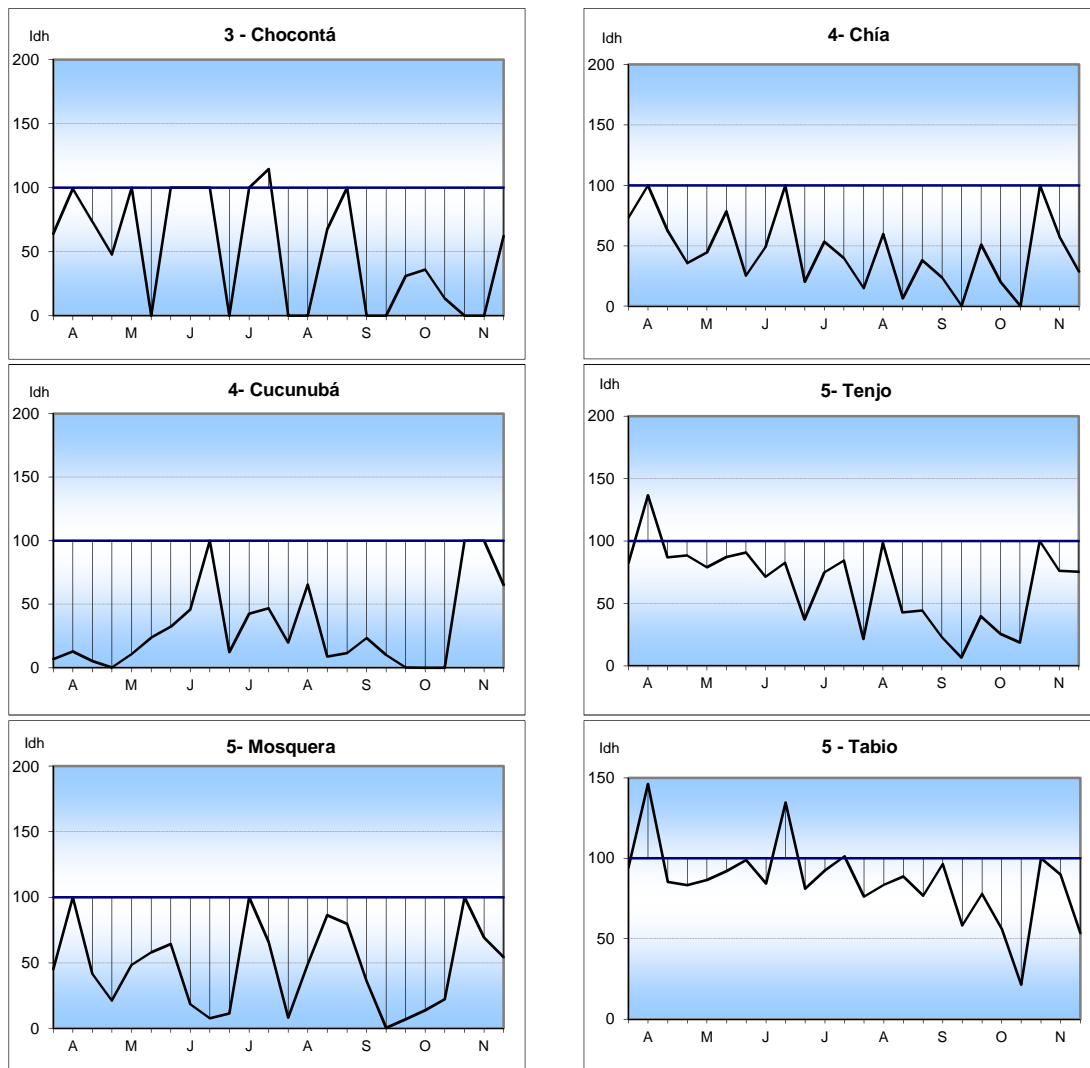 3 - Chocontá
Idh
200
150
100
50
0
A M J J A S O N
4- Chía
Idh
200
150
100
50
0
A M J J A S O N
4- Cucunubá
Idh
200
150
100
50
0
A M J J A S O N
5- Tenjo
Idh
200
150
100
50
0
A M J J A S O N
5- Mosquera
Idh
200
150
100
50
0
A M J J A S O N
5 - Tabio
Idh
150
100
50
0
A M J J A S O N